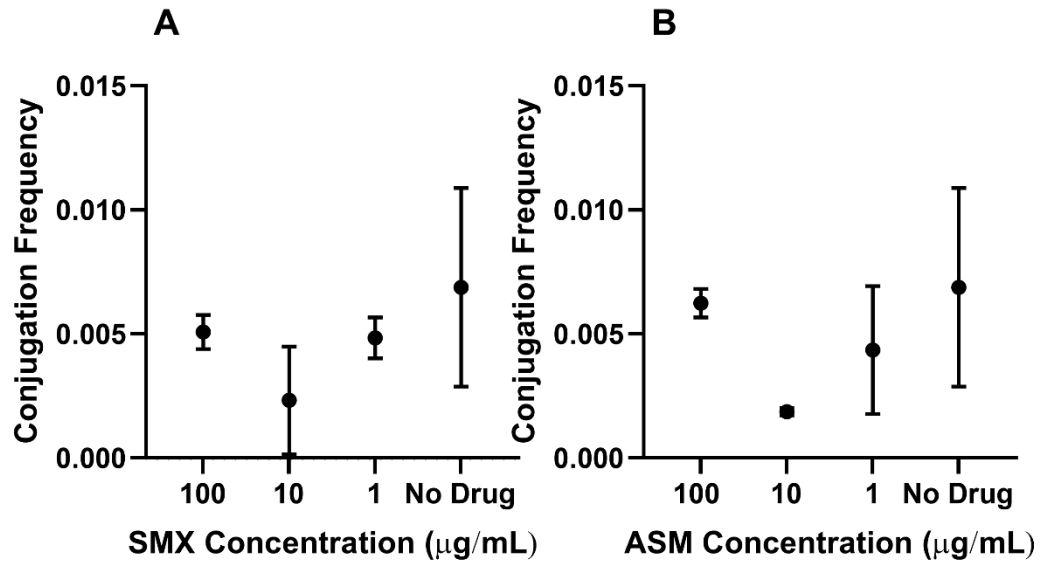 A
Conjugation Frequency
0.015
0.010
0.005
0.000
100 10 1 No Drug
SMX Concentration (μg/mL)
B
Conjugation Frequency
0.015
0.010
0.005
0.000
100 10 1 No Drug
ASM Concentration (μg/mL)